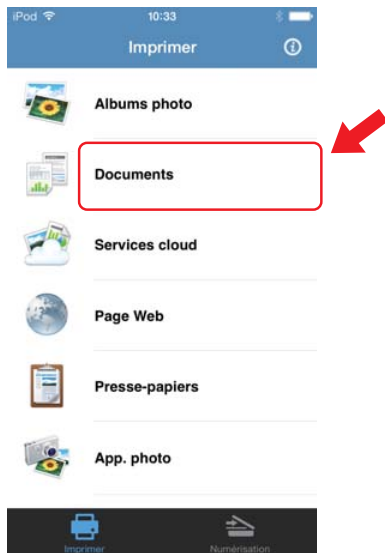 iPod 10:33
Imprimer
Albums photo
Documents
Services cloud
Page Web
Presse-papiers
App. photo
Imprimer Numérisation